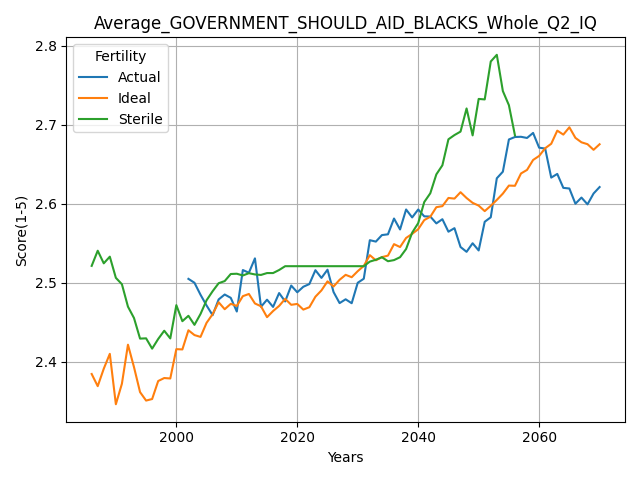 Average_GOVERNMENT_SHOULD_AID_BLACKS_Whole_Q2_IQ
Fertility
Actual
Ideal
Sterile
2.8
2.7
2.6
2.5
2.4
Score(1-5)
2000 2020 2040 2060
Years